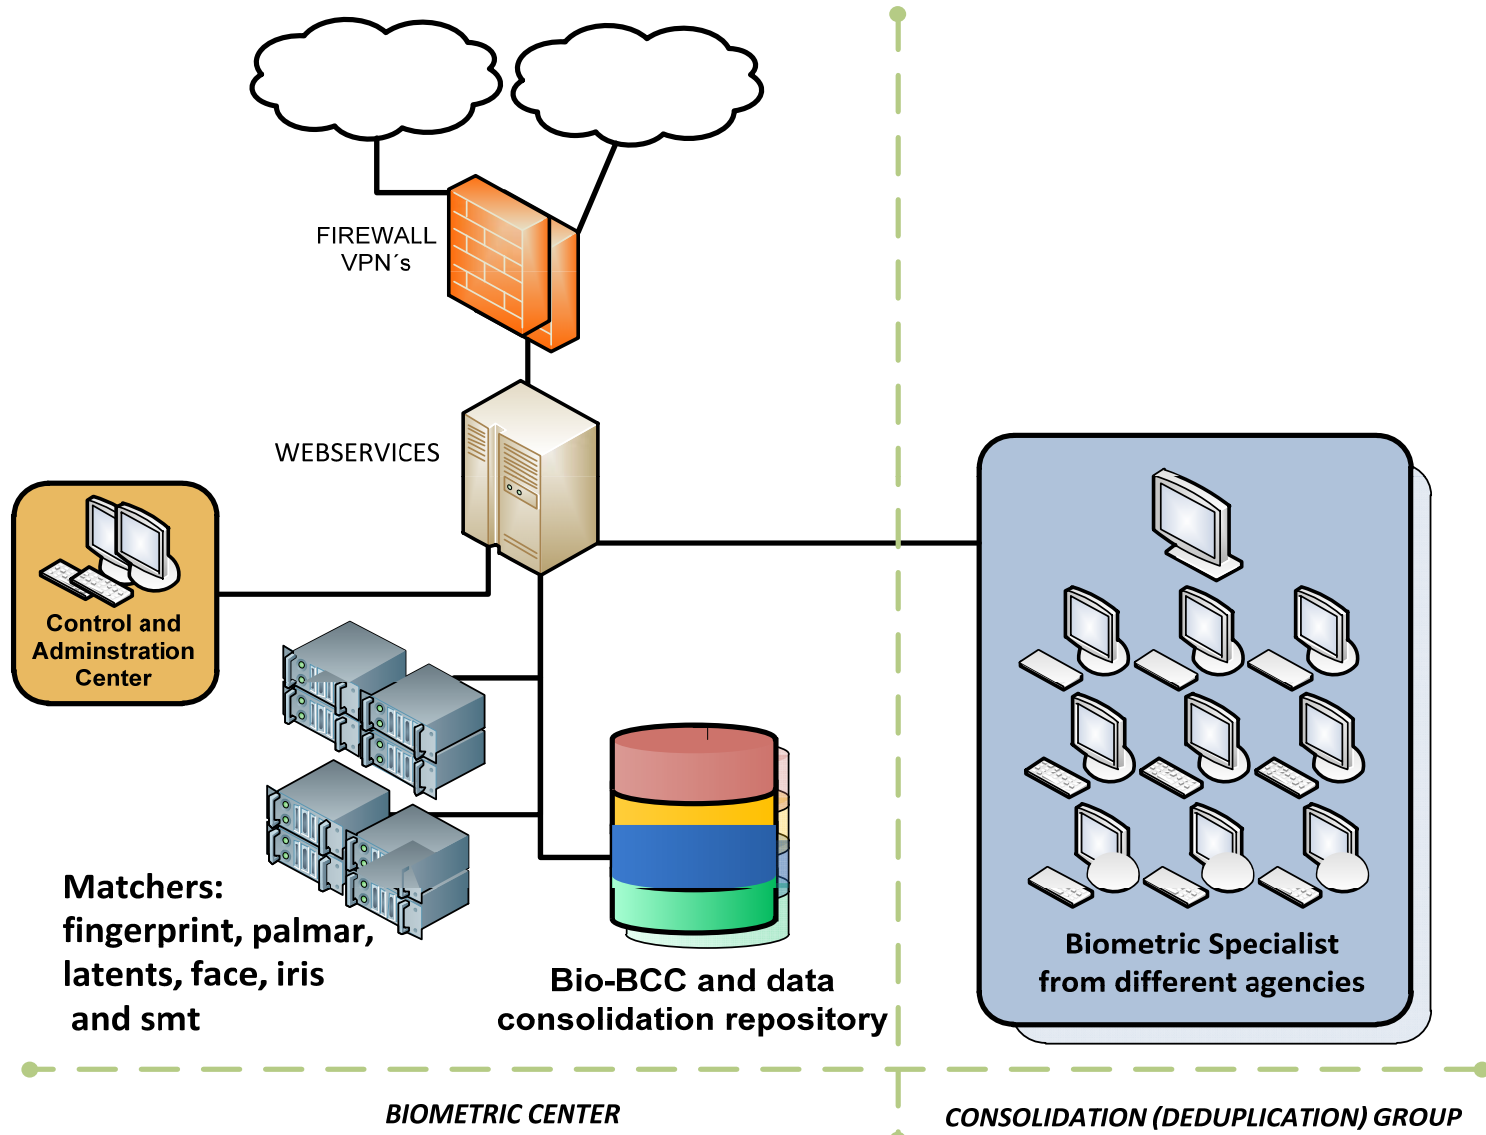 FIREWALL
VPN´s
WEBSERVICES
Control and
Adminstration
Center
Matchers:
fingerprint, palmar,
latents, face, iris
and smt
Bio-BCC and data
consolidation repository
Biometric Specialist
from different agencies
BIOMETRIC CENTER
CONSOLIDATION (DEDUPLICATION) GROUP